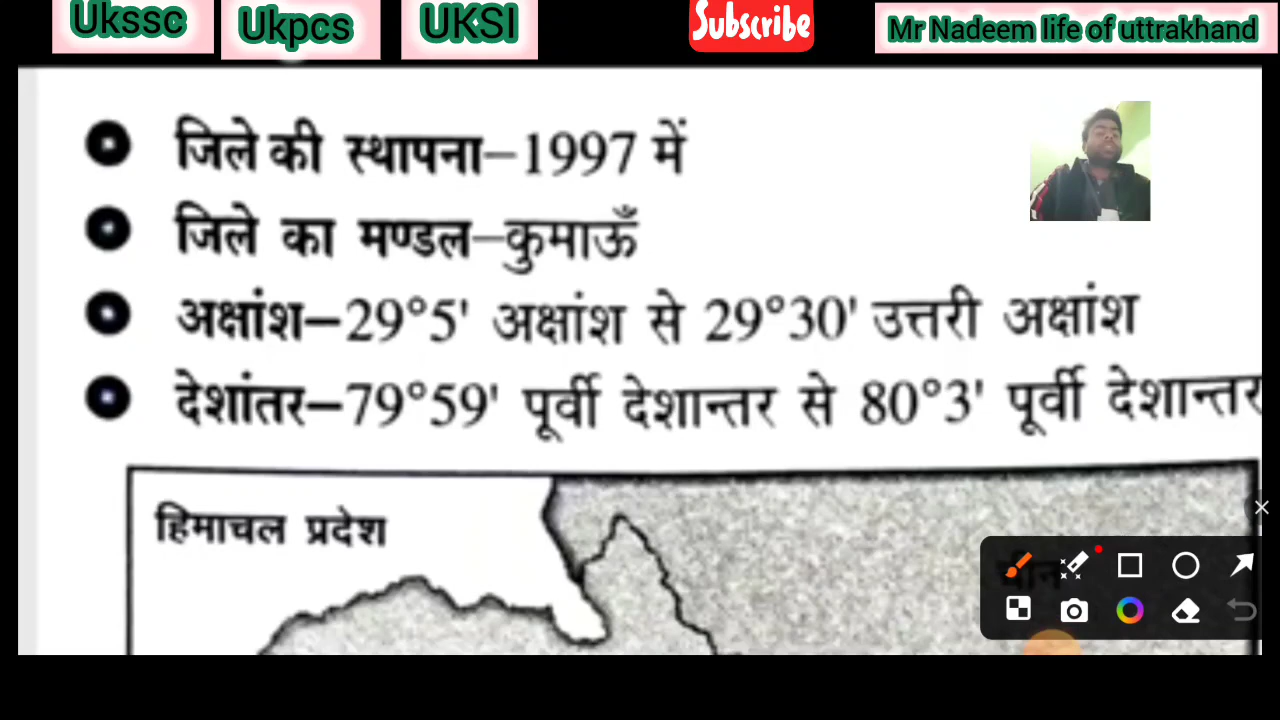 Ukssc
Ukpcs
UKSI
Subscribe
Mr Nadeem life of uttrakhand
जिले की स्थापना–1997 में
जिले का मण्डल–कुमाऊँ
अक्षांश–29°5' अक्षांश से 29°30' उत्तरी अक्षांश
देशांतर–79°59' पूर्वी देशान्तर से 80°3' पूर्वी देशान्तर
हिमाचल प्रदेश
चीन